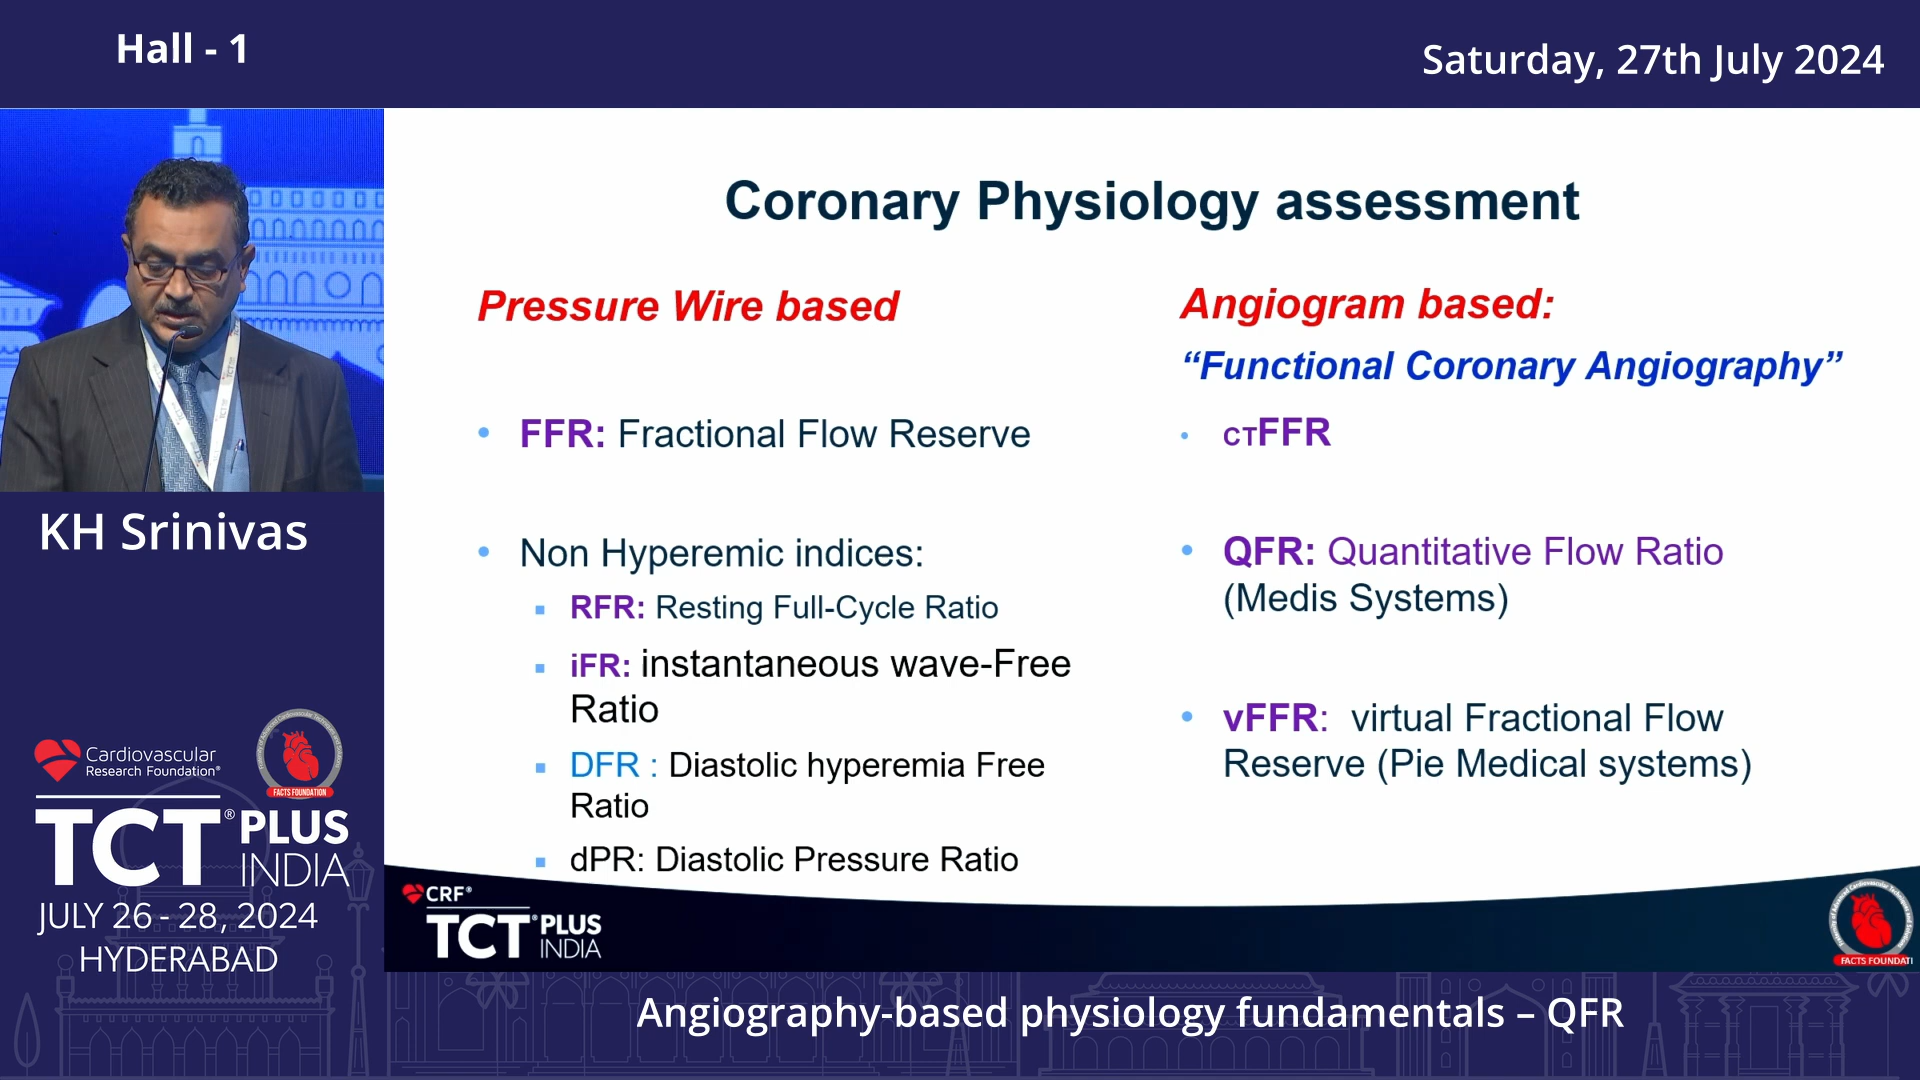 Hall - 1
Saturday, 27th July 2024
Coronary Physiology assessment
Pressure Wire based
• FFR: Fractional Flow Reserve
• Non Hyperemic indices:
▪ RFR: Resting Full-Cycle Ratio
▪ iFR: instantaneous wave-Free
Ratio
▪ DFR : Diastolic hyperemia Free
Ratio
▪ dPR: Diastolic Pressure Ratio
Angiogram based:
“Functional Coronary Angiography”
• CTFFR
• QFR: Quantitative Flow Ratio
(Medis Systems)
• vFFR: virtual Fractional Flow
Reserve (Pie Medical systems)
KH Srinivas
Cardiovascular
Research Foundation®
FACTS FOUNDATION
TCT® PLUS
INDIA
JULY 26 - 28, 2024
HYDERABAD
CRF®
TCT® PLUS
INDIA
FACTS FOUNDATI
Angiography-based physiology fundamentals – QFR